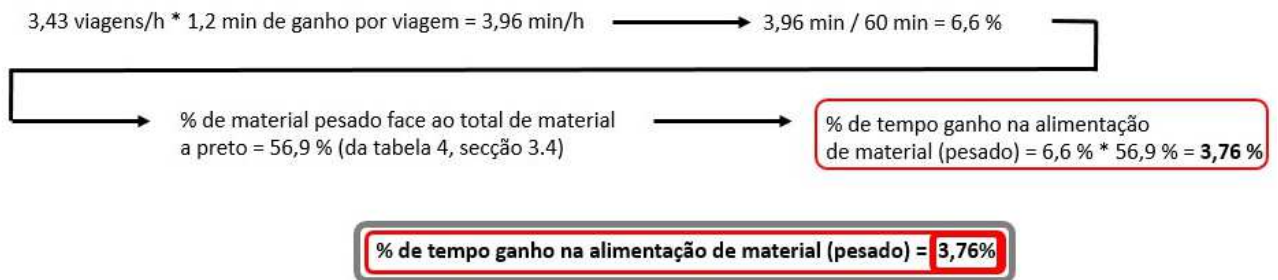 3,43 viagens/h * 1,2 min de ganho por viagem = 3,96 min/h
3,96 min / 60 min = 6,6 %
% de material pesado face ao total de material
a preto = 56,9 % (da tabela 4, secção 3.4)
% de tempo ganho na alimentação
de material (pesado) = 6,6 % * 56,9 % = 3,76 %
% de tempo ganho na alimentação de material (pesado) = 3,76%